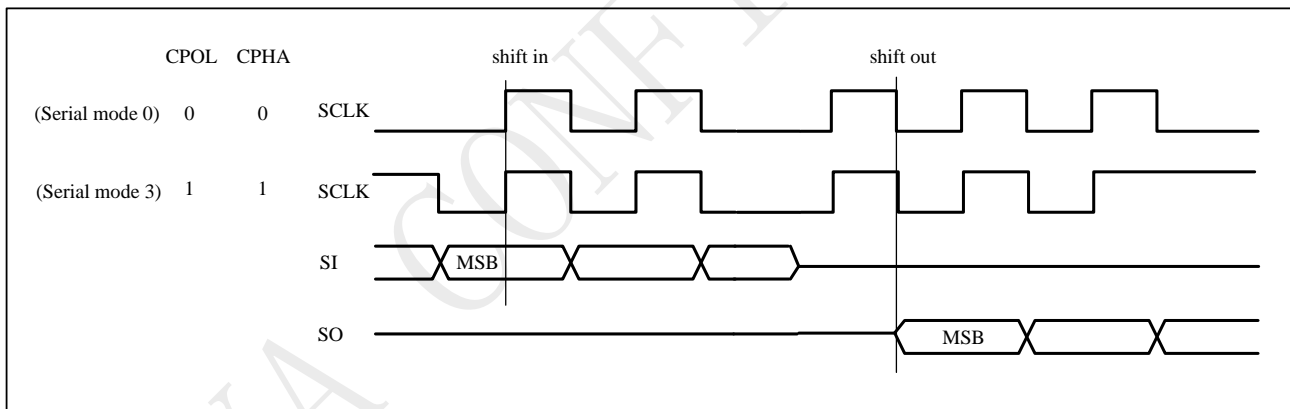 CPOL CPHA shift in shift out
(Serial mode 0) 0 0 SCLK
(Serial mode 3) 1 1 SCLK
SI MSB
SO MSB